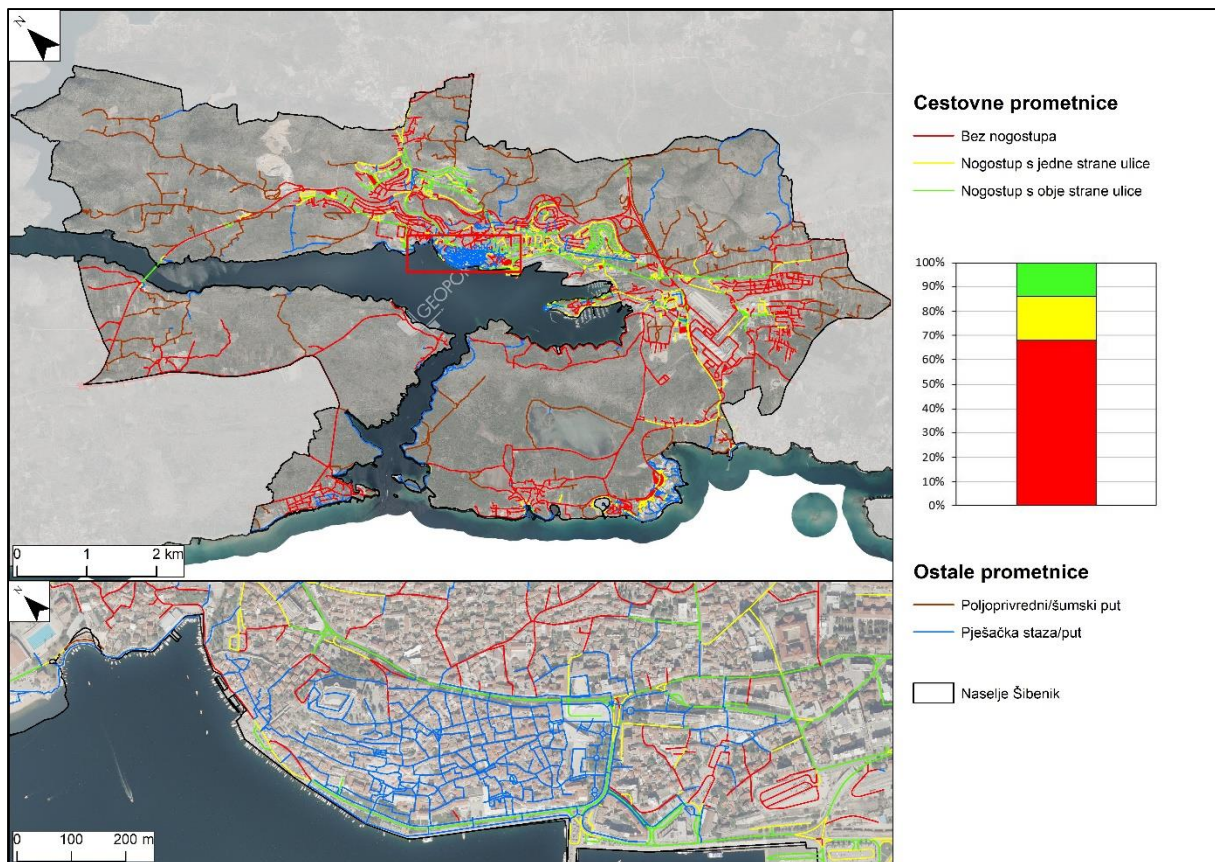 N
GEOPOR
0 1 2 km
N
0 100 200 m
Cestovne prometnice
Bez nogostupa
Nogostup s jedne strane ulice
Nogostup s obje strane ulice
100%
90%
80%
70%
60%
50%
40%
30%
20%
10%
0%
Ostale prometnice
Poljoprivredni/šumski put
Pješačka staza/put
Naselje Šibenik